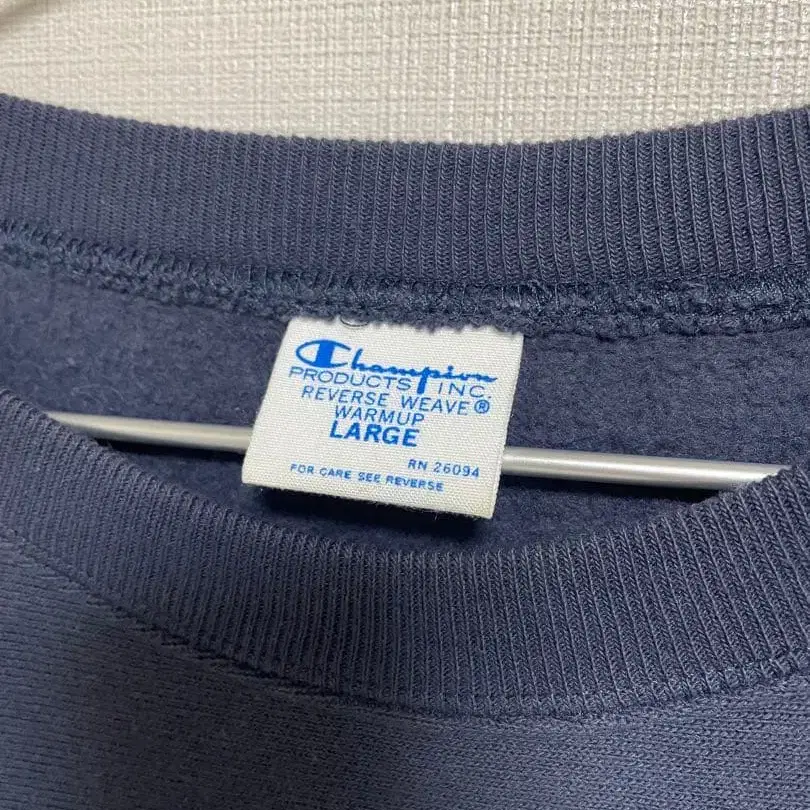 Champion
PRODUCTS INC.
REVERSE WEAVE®
WARMUP
LARGE
RN 26094
FOR CARE SEE REVERSE